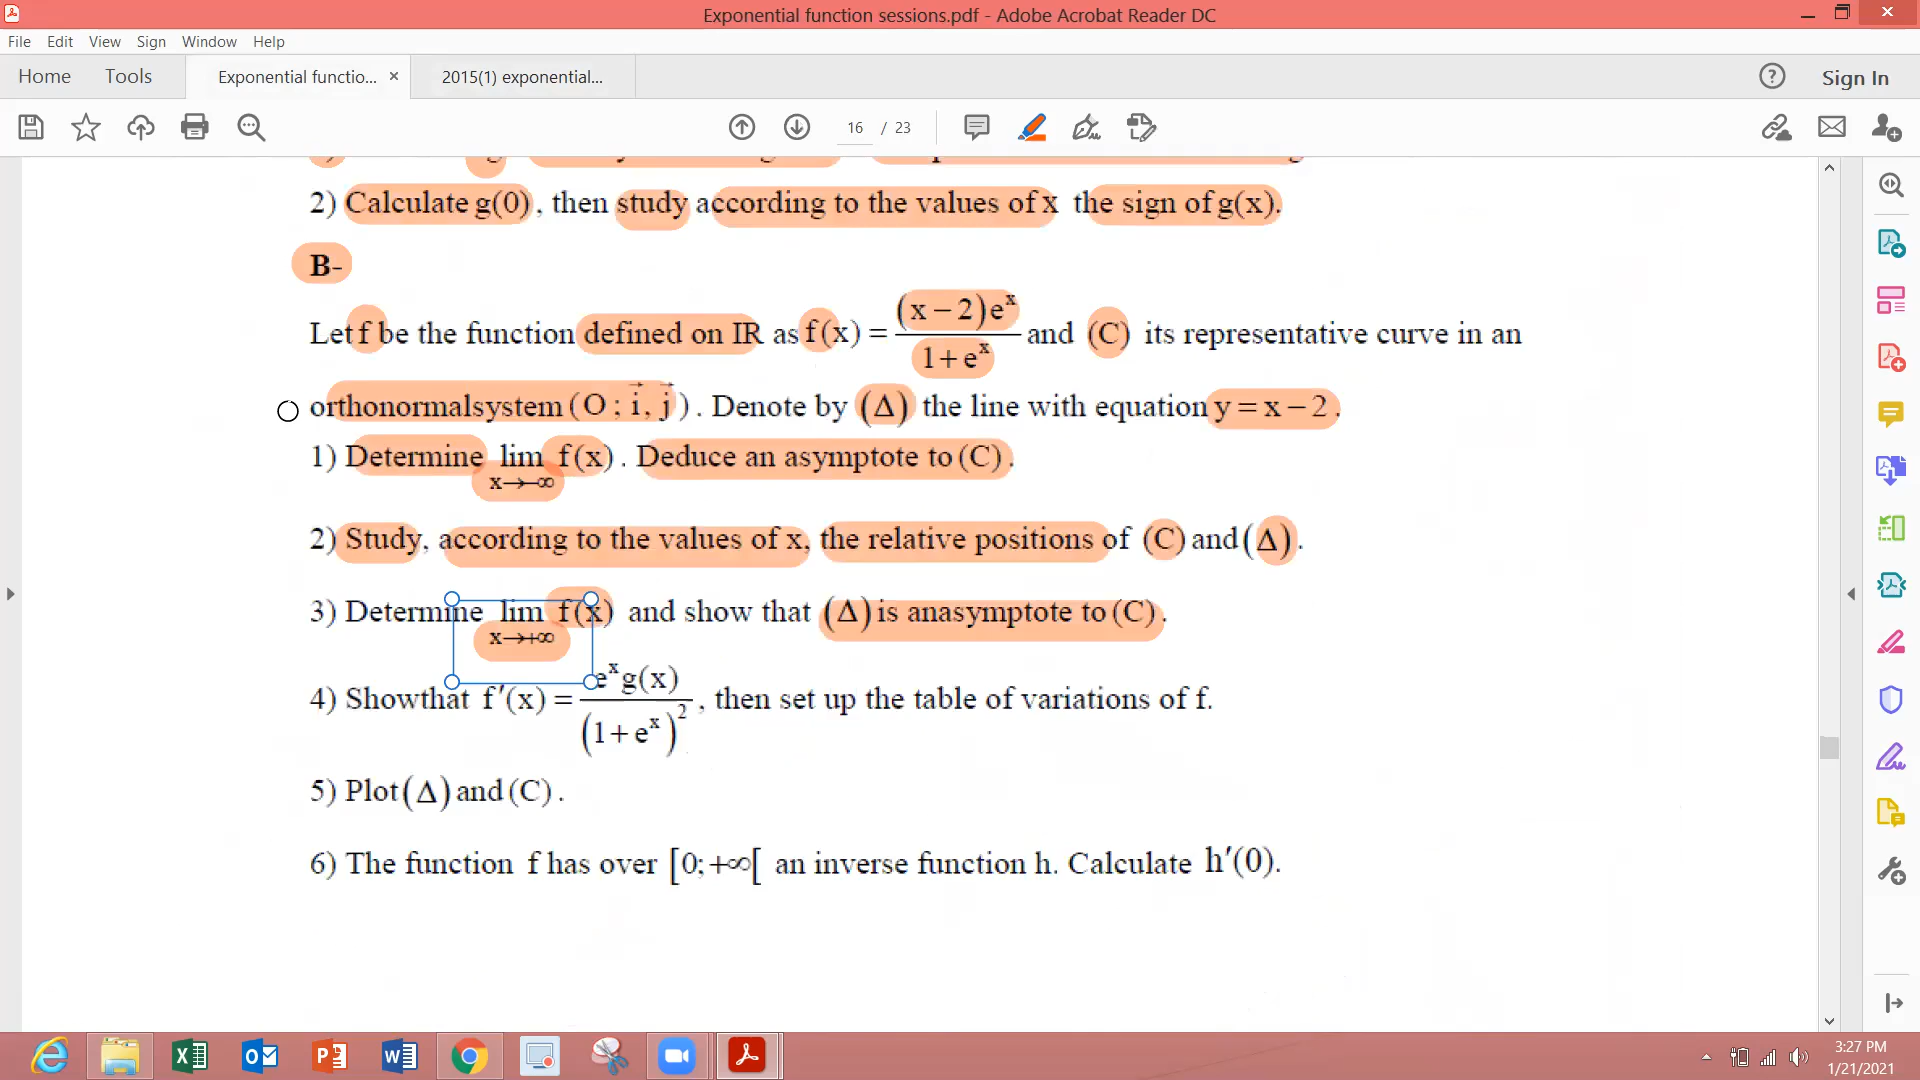 Exponential function sessions.pdf - Adobe Acrobat Reader DC
File Edit View Sign Window Help
Home Tools Exponential functio... × 2015(1) exponential... Sign In
16 / 23
2) Calculate g(0), then study according to the values of x the sign of g(x).
B-
Let f be the function defined on IR as f(x) = (x − 2)eˣ / (1 + eˣ) and (C) its representative curve in an
orthonormalsystem (O ; i, j). Denote by (Δ) the line with equation y = x − 2.
1) Determine lim f(x). Deduce an asymptote to (C).
x→−∞
2) Study, according to the values of x, the relative positions of (C) and (Δ).
3) Determine lim f(x) and show that (Δ) is anasymptote to (C).
x→+∞
4) Showthat f′(x) = eˣg(x) / (1 + eˣ)², then set up the table of variations of f.
5) Plot (Δ) and (C).
6) The function f has over [0; +∞[ an inverse function h. Calculate h′(0).
3:27 PM
1/21/2021